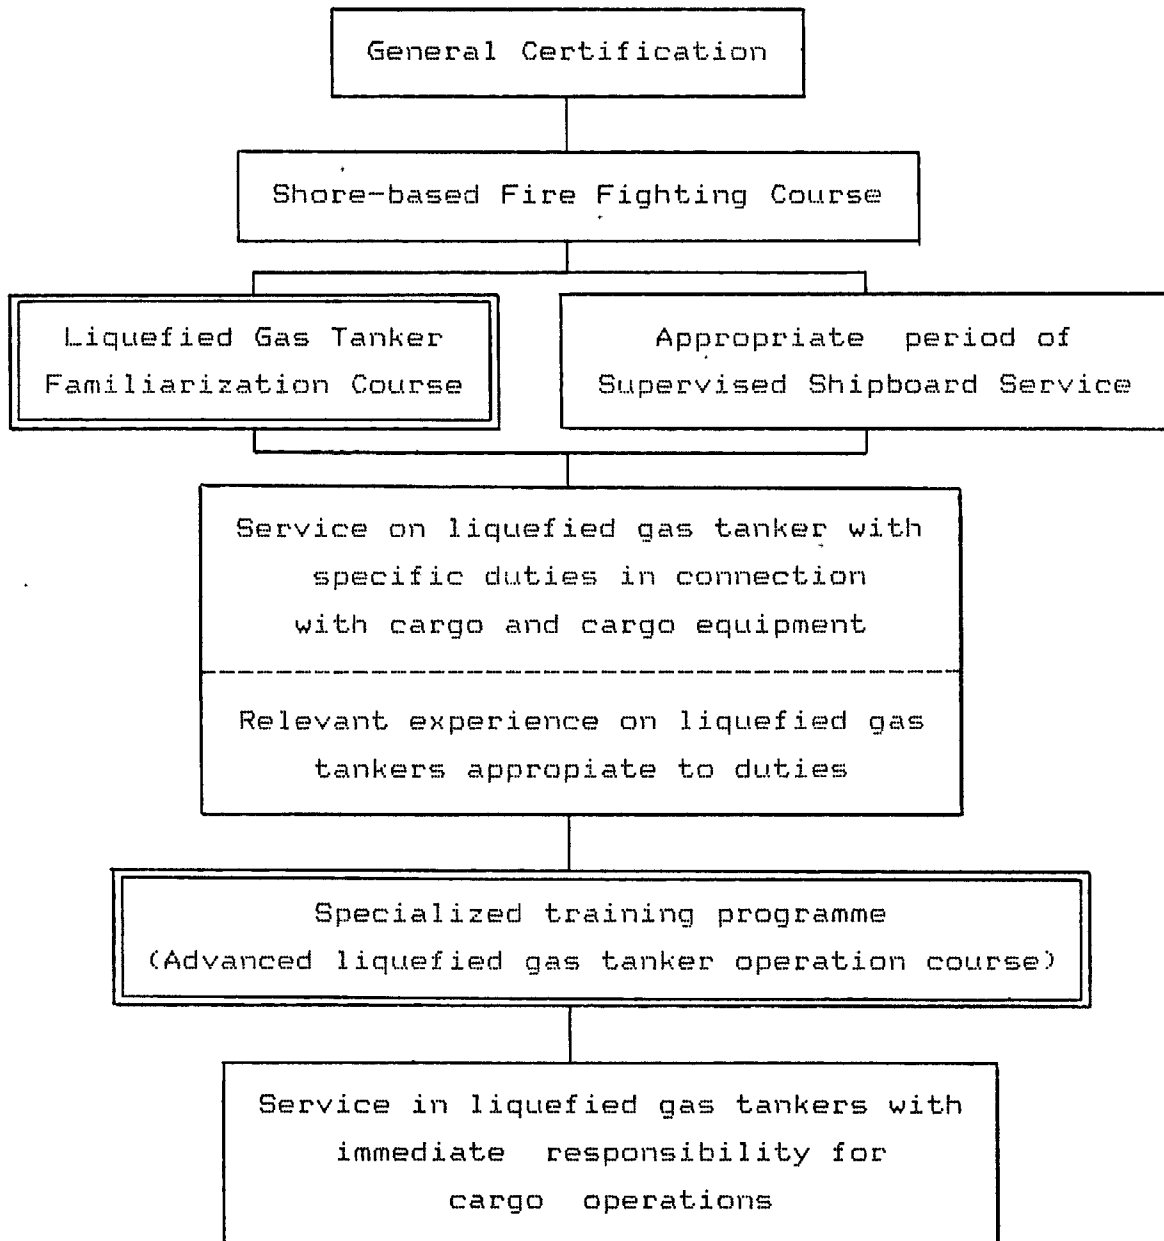 General Certification
Shore-based Fire Fighting Course
Liquefied Gas Tanker
Familiarization Course
Appropriate period of
Supervised Shipboard Service
Service on liquefied gas tanker with
specific duties in connection
with cargo and cargo equipment
Relevant experience on liquefied gas
tankers appropiate to duties
Specialized training programme
(Advanced liquefied gas tanker operation course)
Service in liquefied gas tankers with
immediate responsibility for
cargo operations